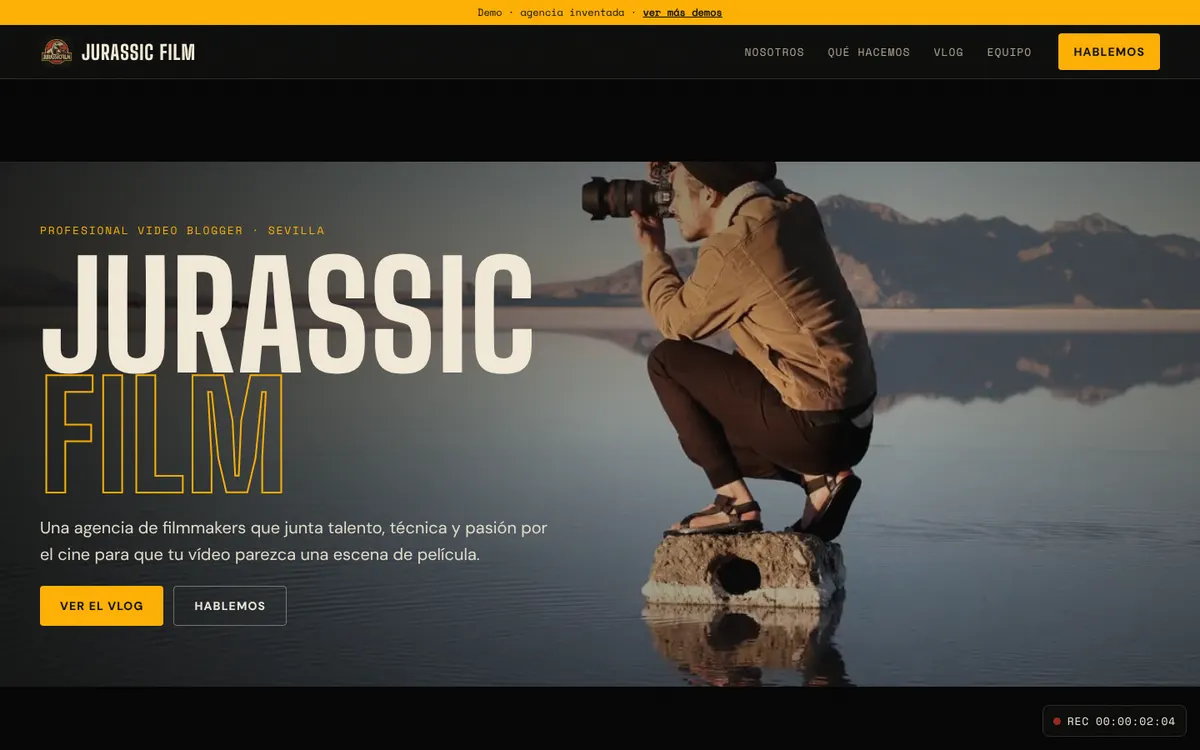 Demo · agencia inventada · ver más demos
JURASSIC FILM
NOSOTROS
QUÉ HACEMOS
VLOG
EQUIPO
HABLEMOS
PROFESIONAL VIDEO BLOGGER · SEVILLA
JURASSIC
FILM
Una agencia de filmmakers que junta talento, técnica y pasión por
el cine para que tu vídeo parezca una escena de película.
VER EL VLOG
HABLEMOS
REC 00:00:02:04